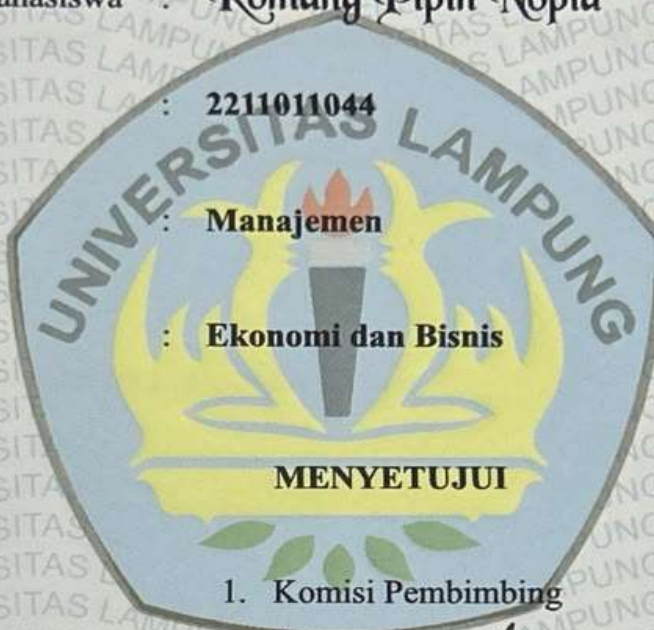 : Komang Pipin Nopia
: 2211011044
UNIVERSITAS LAMPUNG
: Manajemen
: Ekonomi dan Bisnis
MENYETUJUI
1. Komisi Pembimbing